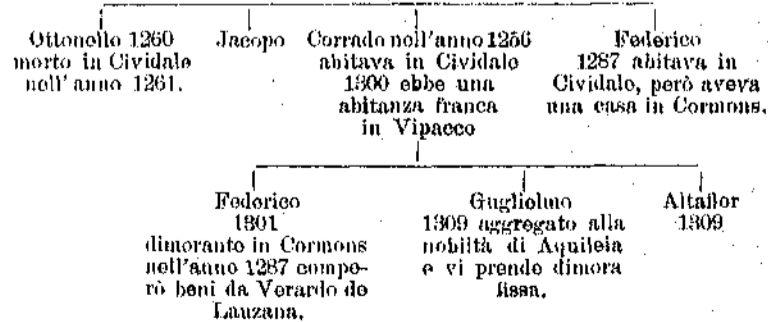 Ottonello 1260
morto in Cividale
nell' anno 1261.
Jacopo
Corrado nell'anno 1256
abitava in Cividale
1300 ebbe una
abitanza franca
in Vipacco
Federico
1287 abitava in
Cividale, però aveva
una casa in Cormons.
Federico
1301
dimorante in Cormons
nell'anno 1287 compe-
rò beni da Verardo de
Lauzana.
Guglielmo
1309 aggregato alla
nobiltà di Aquileia
e vi prende dimora
fissa.
Altaflor
1309